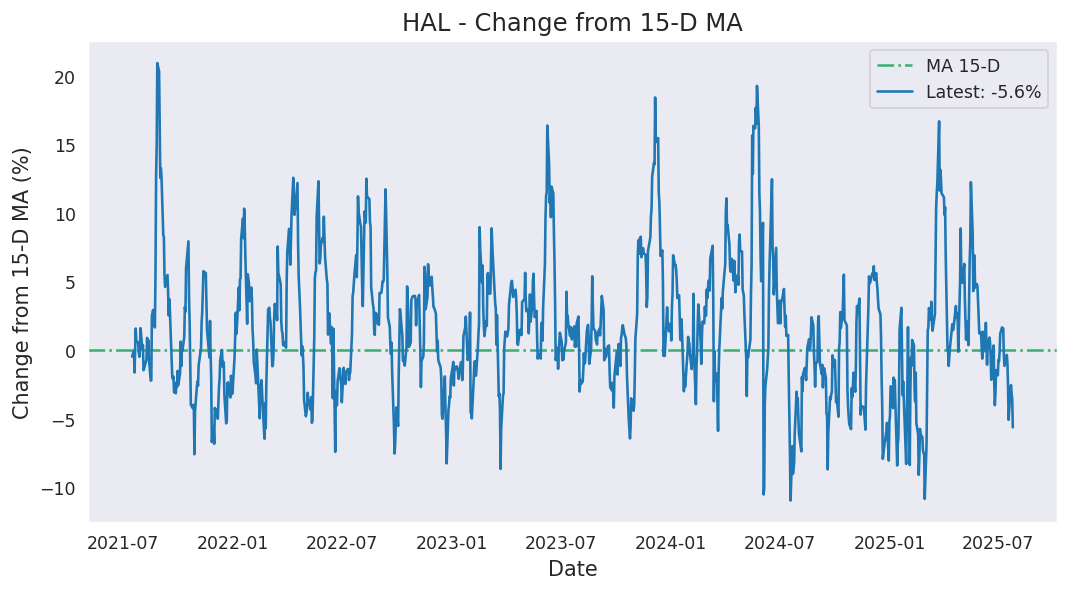 HAL - Change from 15-D MA
MA 15-D
Latest: -5.6%
Change from 15-D MA (%)
20
15
10
5
0
−5
−10
2021-07 2022-01 2022-07 2023-01 2023-07 2024-01 2024-07 2025-01 2025-07
Date